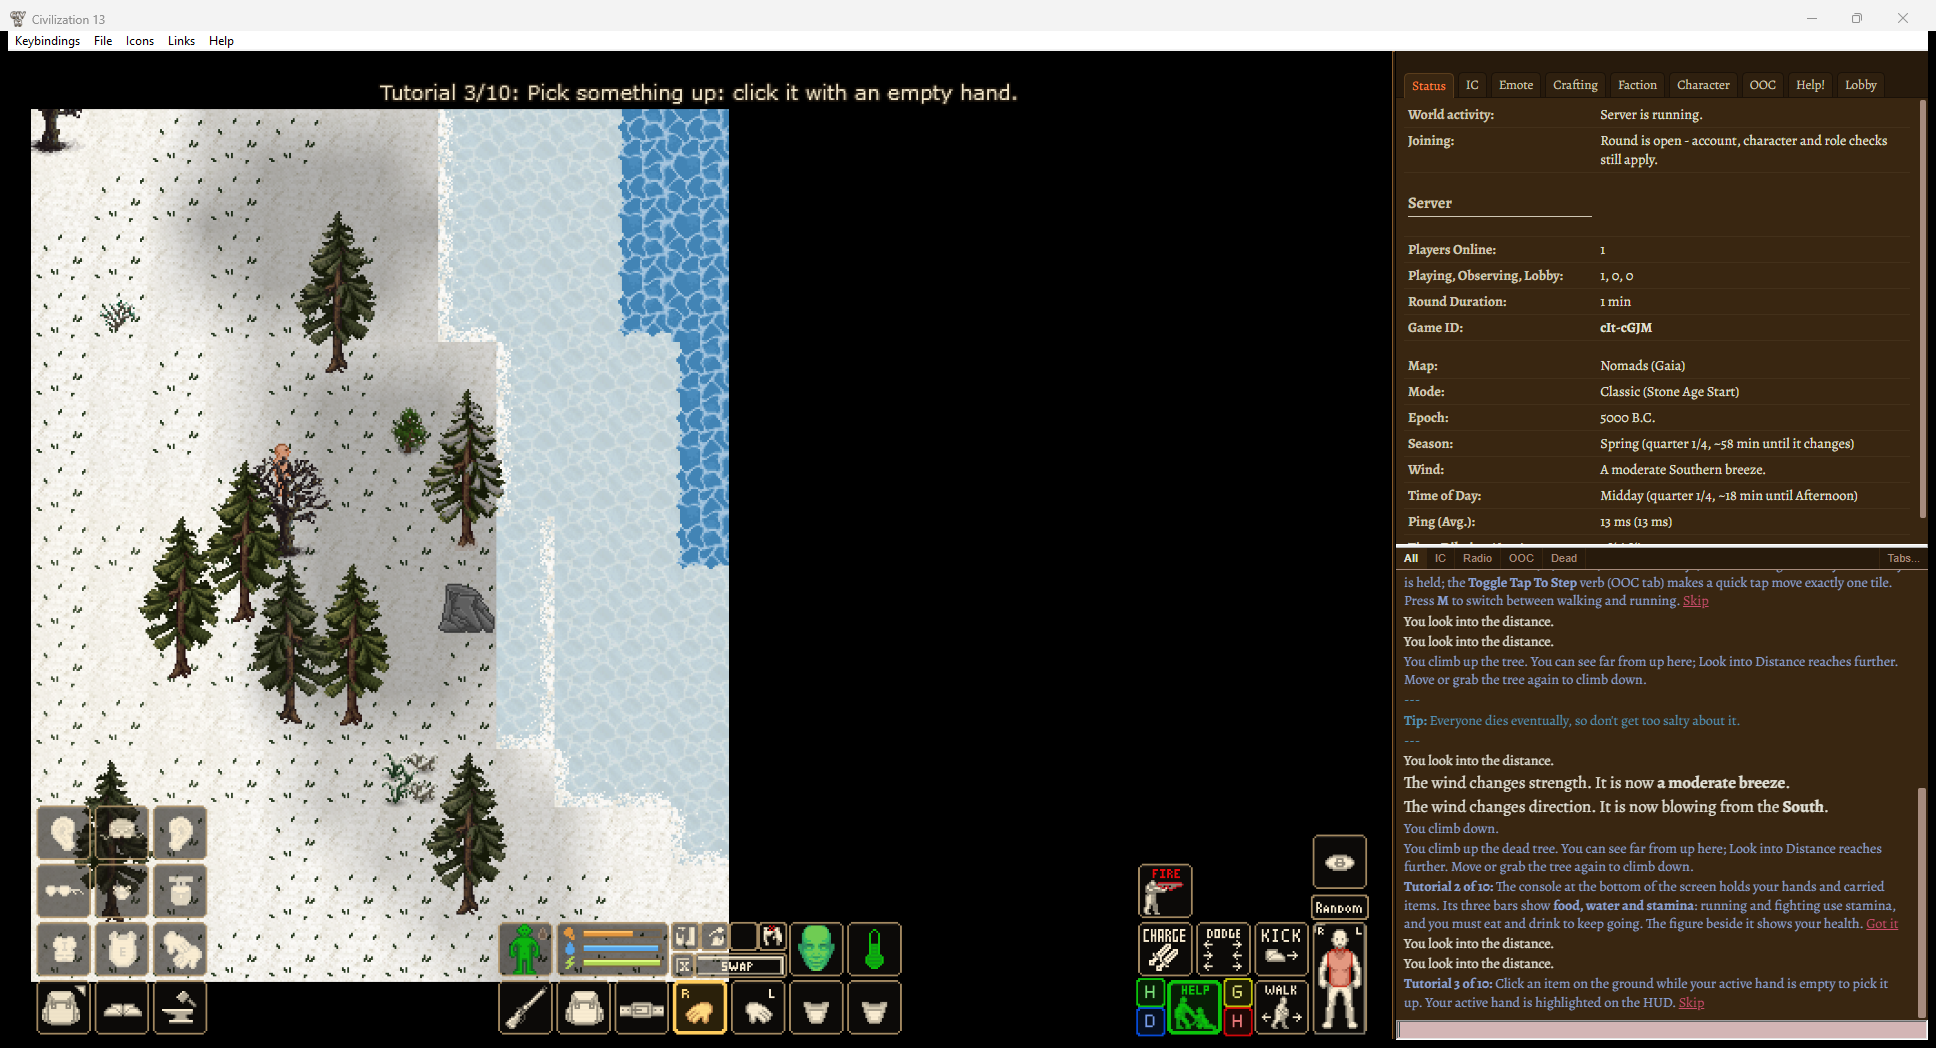 Civilization 13
Keybindings File Icons Links Help
Tutorial 3/10: Pick something up: click it with an empty hand.
Status IC Emote Crafting Faction Character OOC Help! Lobby
World activity: Server is running.
Joining: Round is open - account, character and role checks
still apply.
Server
Players Online: 1
Playing, Observing, Lobby: 1, 0, 0
Round Duration: 1 min
Game ID: cIt-cGJM
Map: Nomads (Gaia)
Mode: Classic (Stone Age Start)
Epoch: 5000 B.C.
Season: Spring (quarter 1/4, ~58 min until it changes)
Wind: A moderate Southern breeze.
Time of Day: Midday (quarter 1/4, ~18 min until Afternoon)
Ping (Avg.): 13 ms (13 ms)
All IC Radio OOC Dead Tabs...
is held; the Toggle Tap To Step verb (OOC tab) makes a quick tap move exactly one tile.
Press M to switch between walking and running. Skip
You look into the distance.
You look into the distance.
You climb up the tree. You can see far from up here; Look into Distance reaches further.
Move or grab the tree again to climb down.
---
Tip: Everyone dies eventually, so don't get too salty about it.
---
You look into the distance.
The wind changes strength. It is now a moderate breeze.
The wind changes direction. It is now blowing from the South.
You climb down.
You climb up the dead tree. You can see far from up here; Look into Distance reaches
further. Move or grab the tree again to climb down.
Tutorial 2 of 10: The console at the bottom of the screen holds your hands and carried
items. Its three bars show food, water and stamina: running and fighting use stamina,
and you must eat and drink to keep going. The figure beside it shows your health. Got it
You look into the distance.
You look into the distance.
Tutorial 3 of 10: Click an item on the ground while your active hand is empty to pick it
up. Your active hand is highlighted on the HUD. Skip
FIRE
B
RANDOM
CHARGE DODGE KICK
R L
X SWAP
H HELP G WALK
D H
R L